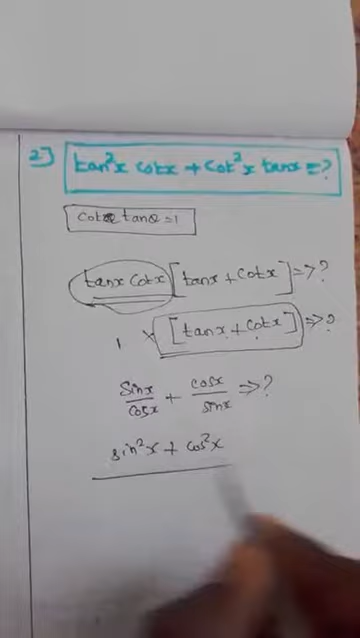 2] tan²x cotx + cot²x tanx = ?
cotθ tanθ = 1
tanx cotx [tanx + cotx] => ?
1 × [tanx + cotx] => ?
sinx/cosx + cosx/sinx => ?
sin²x + cos²x